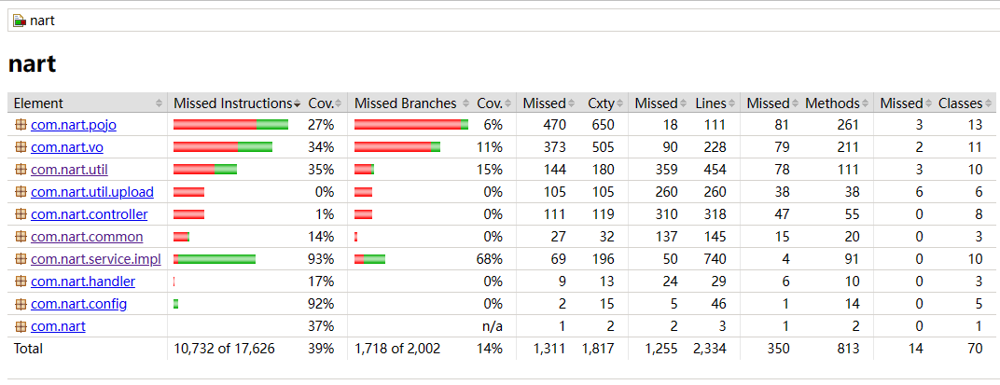 nart
nart
Element Missed Instructions Cov. Missed Branches Cov. Missed Cxty Missed Lines Missed Methods Missed Classes
com.nart.pojo 27% 6% 470 650 18 111 81 261 3 13
com.nart.vo 34% 11% 373 505 90 228 79 211 2 11
com.nart.util 35% 15% 144 180 359 454 78 111 3 10
com.nart.util.upload 0% 0% 105 105 260 260 38 38 6 6
com.nart.controller 1% 0% 111 119 310 318 47 55 0 8
com.nart.common 14% 0% 27 32 137 145 15 20 0 3
com.nart.service.impl 93% 68% 69 196 50 740 4 91 0 10
com.nart.handler 17% 0% 9 13 24 29 6 10 0 3
com.nart.config 92% 0% 2 15 5 46 1 14 0 5
com.nart 37% n/a 1 2 2 3 1 2 0 1
Total 10,732 of 17,626 39% 1,718 of 2,002 14% 1,311 1,817 1,255 2,334 350 813 14 70